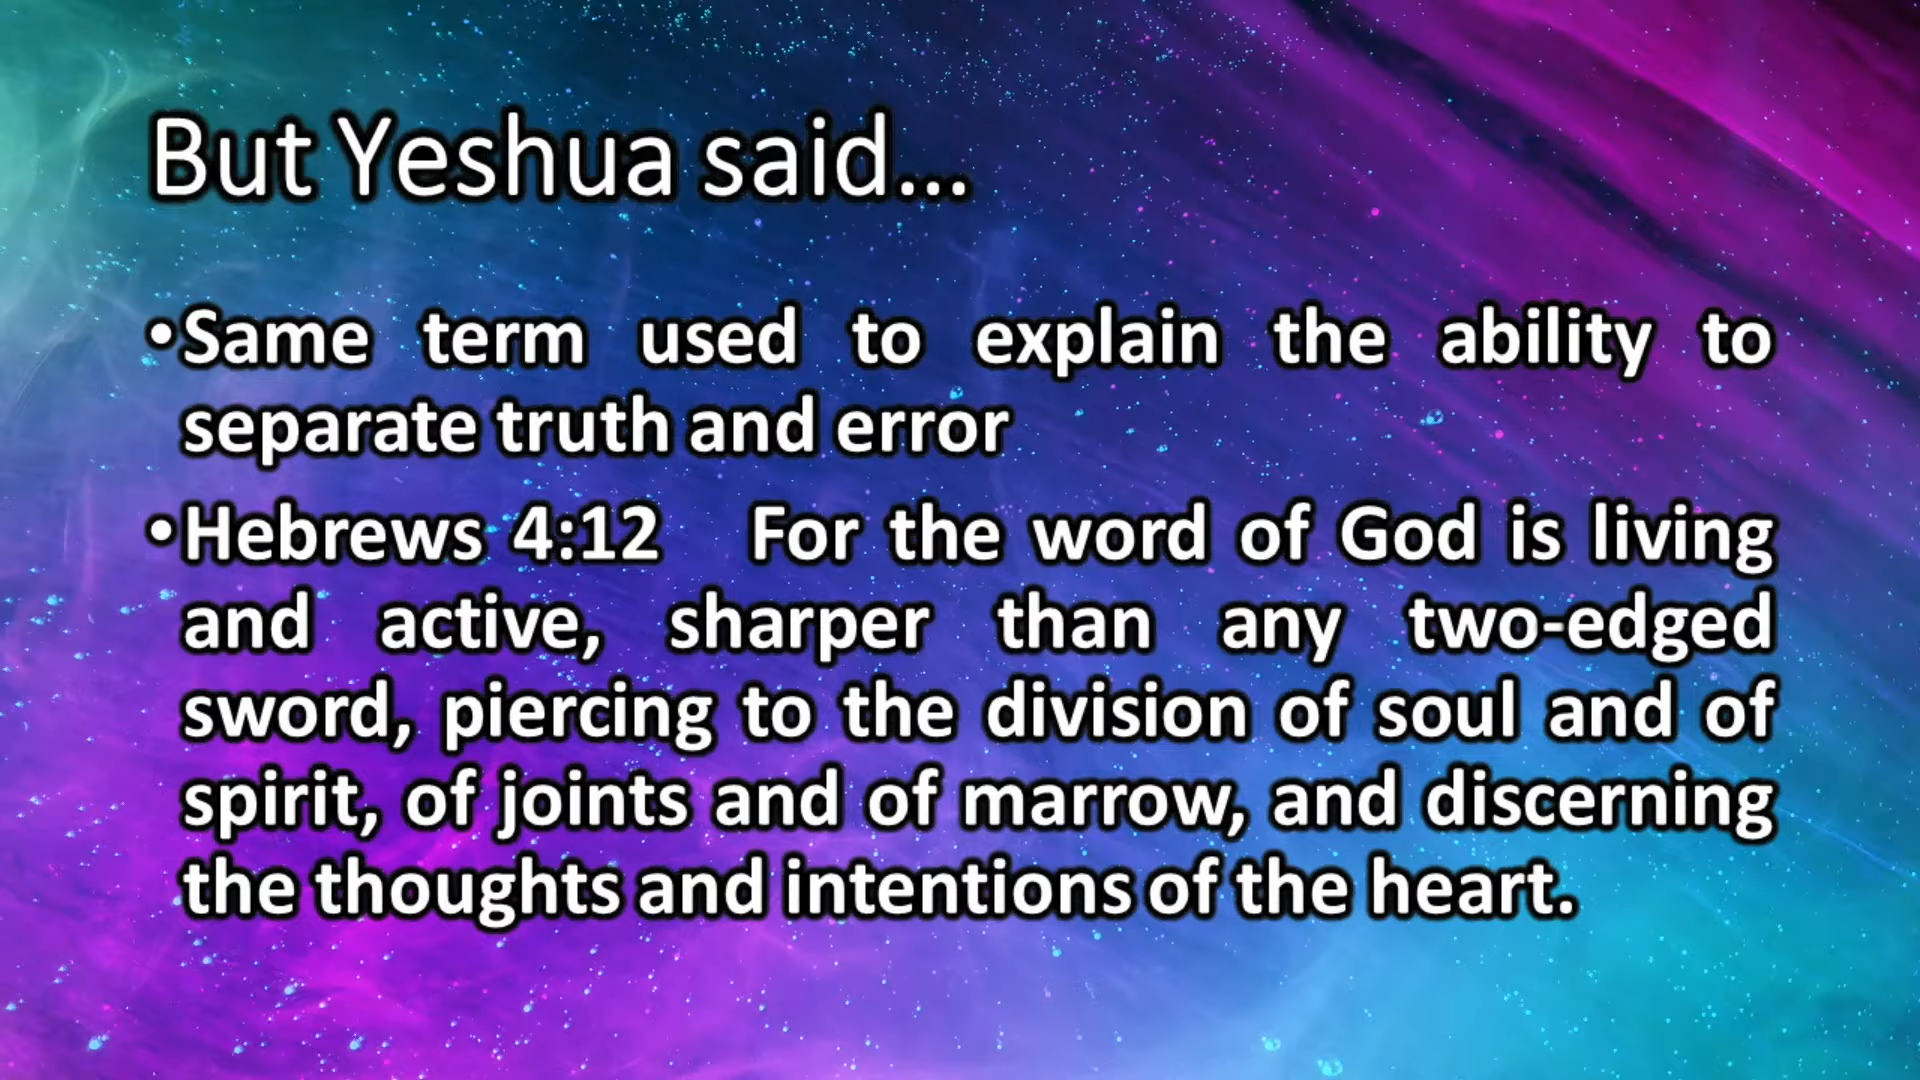 But Yeshua said...
•Same term used to explain the ability to
separate truth and error
•Hebrews 4:12 For the word of God is living
and active, sharper than any two-edged
sword, piercing to the division of soul and of
spirit, of joints and of marrow, and discerning
the thoughts and intentions of the heart.